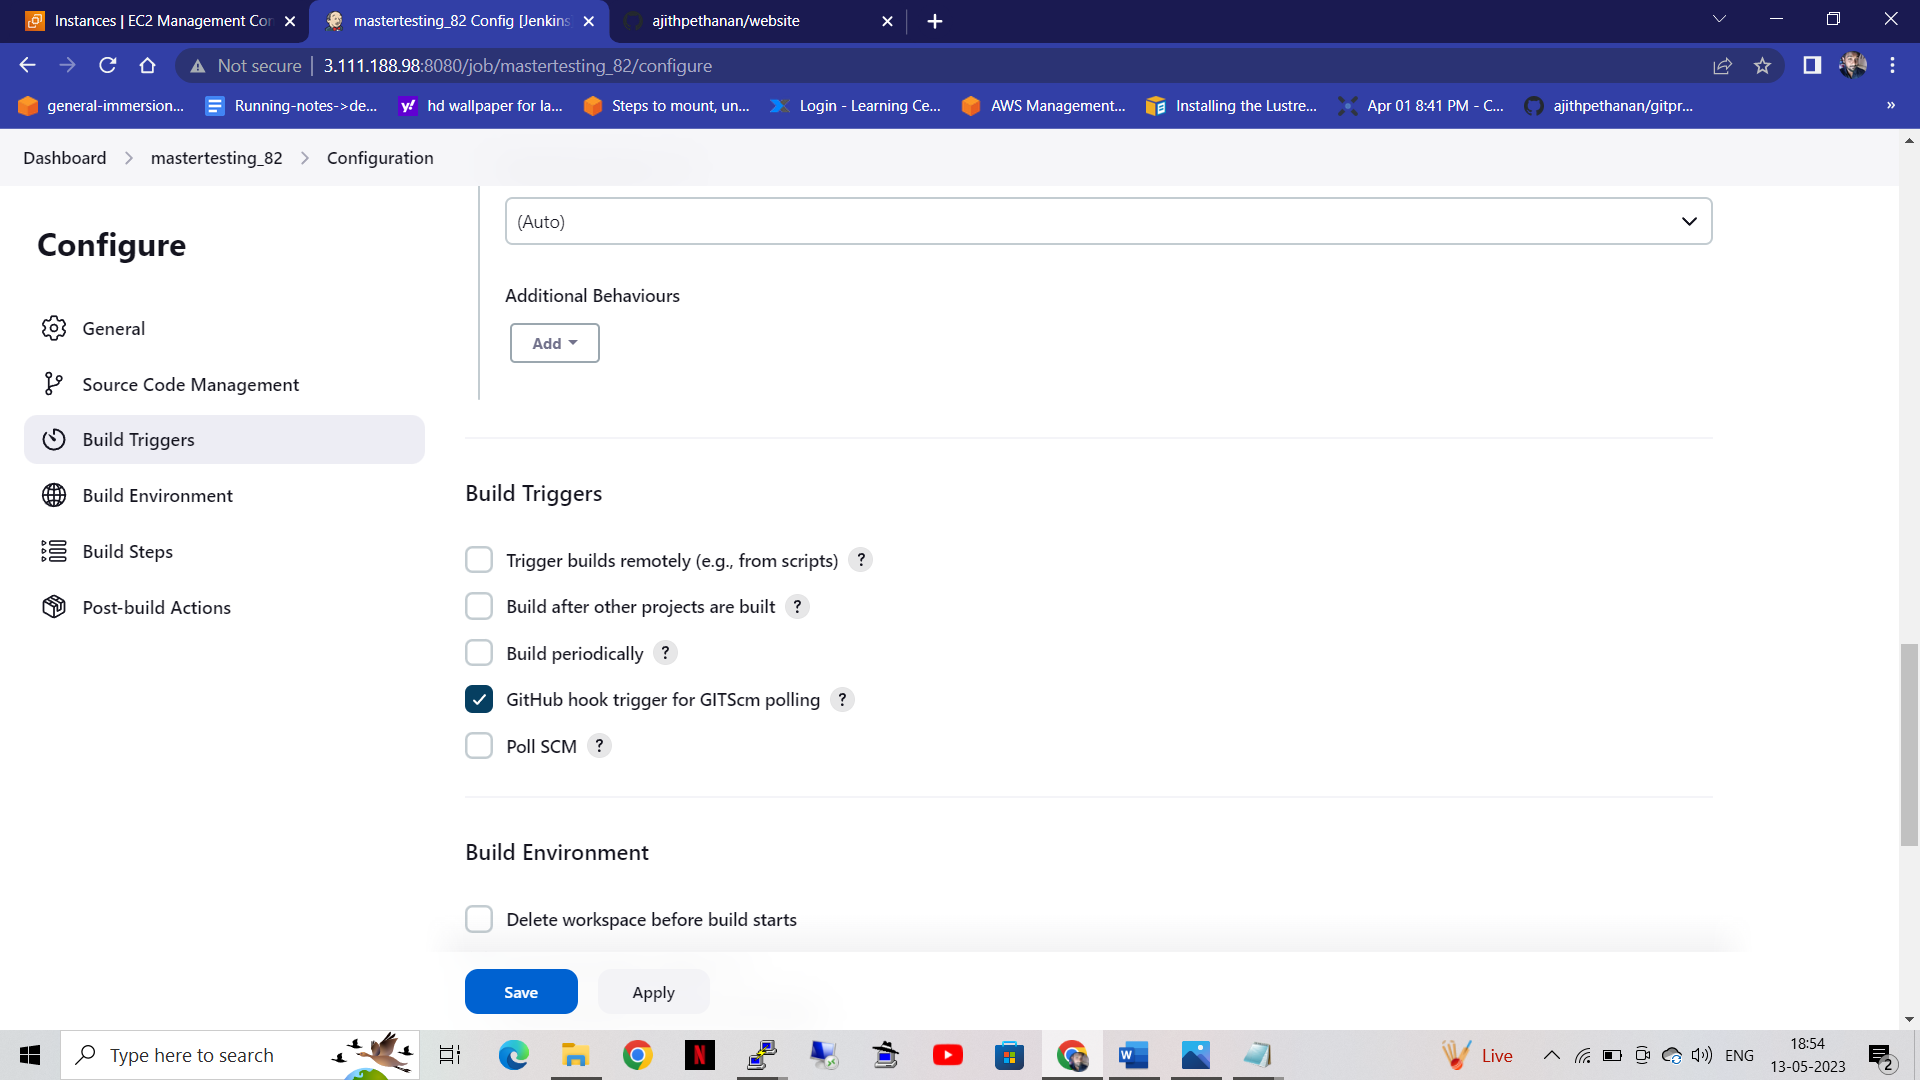 Instances | EC2 Management Con
mastertesting_82 Config [Jenkins
ajithpethanan/website
Not secure | 3.111.188.98:8080/job/mastertesting_82/configure
general-immersion...
Running-notes->de...
hd wallpaper for la...
Steps to mount, un...
Login - Learning Ce...
AWS Management...
Installing the Lustre...
Apr 01 8:41 PM - C...
ajithpethanan/gitpr...
»
Dashboard > mastertesting_82 > Configuration
Configure
General
Source Code Management
Build Triggers
Build Environment
Build Steps
Post-build Actions
(Auto)
Additional Behaviours
Add
Build Triggers
Trigger builds remotely (e.g., from scripts) ?
Build after other projects are built ?
Build periodically ?
GitHub hook trigger for GITScm polling ?
Poll SCM ?
Build Environment
Delete workspace before build starts
Save
Apply
Type here to search
Live
ENG
18:54
13-05-2023
2